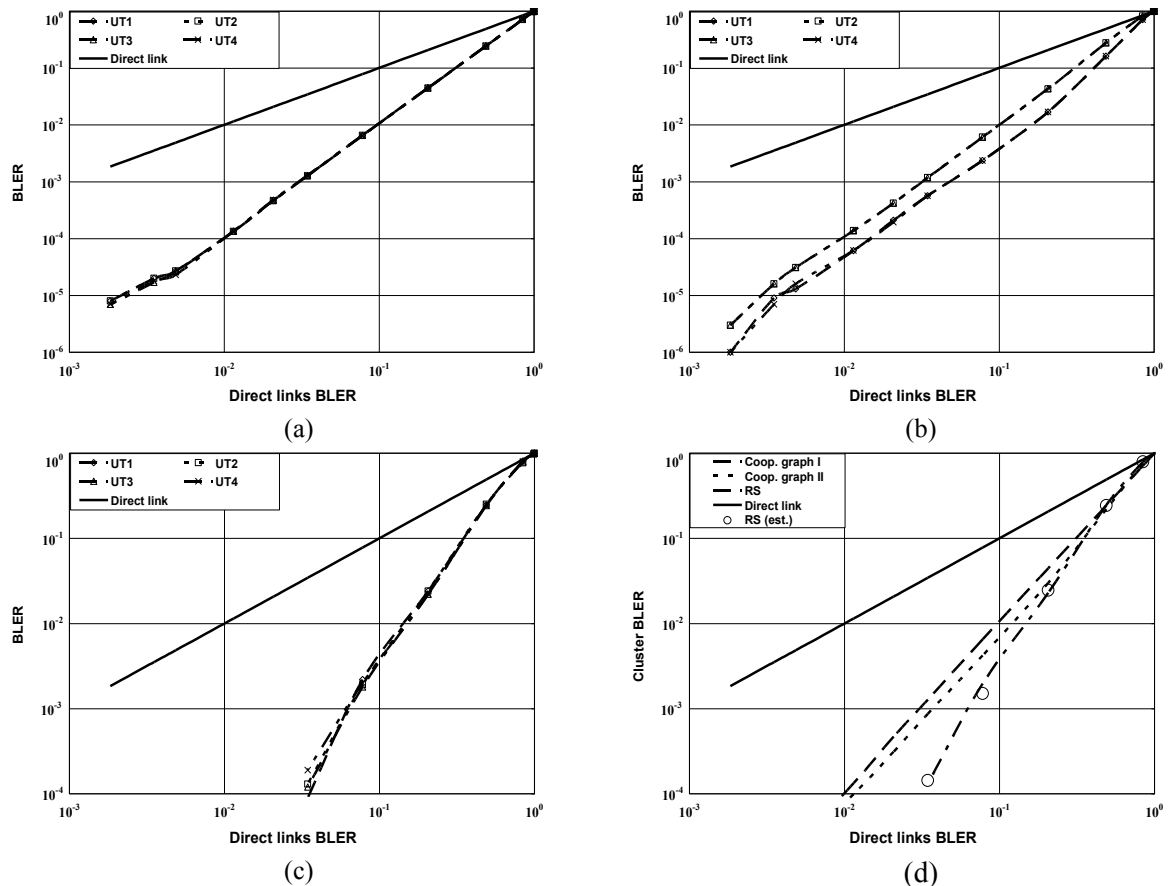 UT1 UT2
UT3 UT4
Direct link
10^0
10^-1
10^-2
10^-3
10^-4
10^-5
10^-6
BLER
10^-3 10^-2 10^-1 10^0
Direct links BLER
(a)
UT1 UT2
UT3 UT4
Direct link
10^0
10^-1
10^-2
10^-3
10^-4
10^-5
10^-6
BLER
10^-3 10^-2 10^-1 10^0
Direct links BLER
(b)
UT1 UT2
UT3 UT4
Direct link
10^0
10^-1
10^-2
10^-3
10^-4
BLER
10^-3 10^-2 10^-1 10^0
Direct links BLER
(c)
Coop. graph I
Coop. graph II
RS
Direct link
RS (est.)
10^0
10^-1
10^-2
10^-3
10^-4
Cluster BLER
10^-3 10^-2 10^-1 10^0
Direct links BLER
(d)